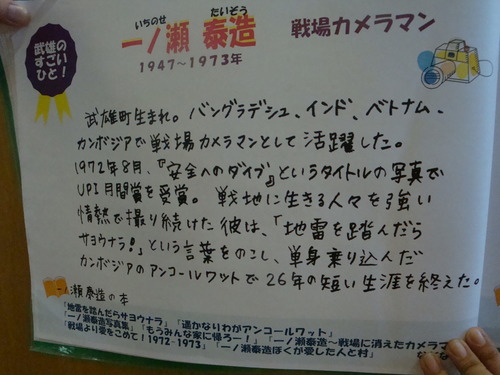 武雄の
すごい
ひと!
いちのせ たいぞう
一ノ瀬 泰造 戦場カメラマン
1947〜1973年
武雄町生まれ。バングラデシュ、インド、ベトナム、
カンボジアで戦場カメラマンとして活躍した。
1972年8月、『安全へのダイブ』というタイトルの写真で
UPI月間賞を受賞。戦地に生きる人々を強い
情熱で撮り続けた彼は、「地雷を踏んだら
サヨウナラ!」という言葉をのこし、単身乗り込んだ
カンボジアのアンコールワットで26年の短い生涯を終えた。
一ノ瀬泰造の本
「地雷を踏んだらサヨウナラ」「遥かなりわがアンコールワット」
「一ノ瀬泰造写真集」「もうみんな家に帰ろー!」「一ノ瀬泰造〜戦場に消えたカメラマ
「戦場より愛をこめて!1972-1973」「一ノ瀬泰造ぼくが愛した人と村」